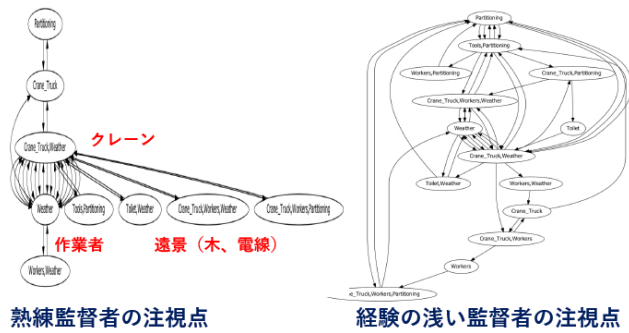 Partitioning
Crane_Truck
クレーン
Crane_Truck,Weather
Weather
Tools,Partitioning
Toilet,Weather
Crane_Truck,Workers,Weather
Crane_Truck,Workers,Partitioning
作業者
遠景（木、電線）
Workers,Weather
熟練監督者の注視点
Partitioning
Tools,Partitioning
Workers,Partitioning
Crane_Truck,Partitioning
Crane_Truck,Workers,Weather
Weather
Toilet
Crane_Truck,Weather
Toilet,Weather
Workers,Weather
Crane_Truck
Crane_Truck,Workers
Workers
ne_Truck,Workers,Partitioning
経験の浅い監督者の注視点